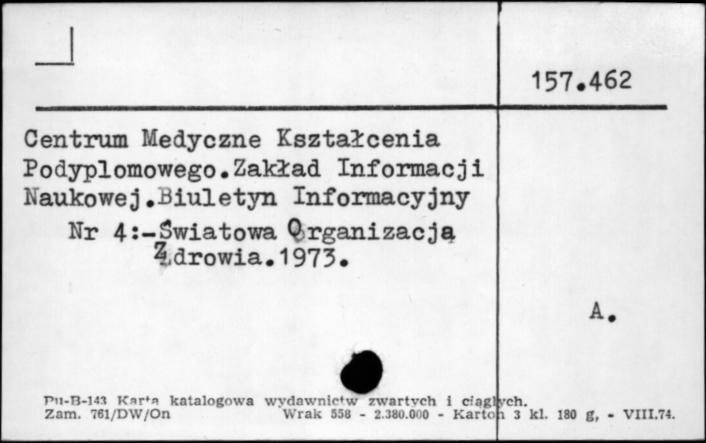 157.462
Centrum Medyczne Kształcenia
Podyplomowego.Zakład Informacji
Naukowej.Biuletyn Informacyjny
Nr 4:-Światowa Organizacją
Zdrowia.1973.
A.
Pu-B-143 Karta katalogowa wydawnictw zwartych i ciągłych.
Zam. 761/DW/On Wrak 558 - 2.380.000 - Karton 3 kl. 180 g, - VIII.74.